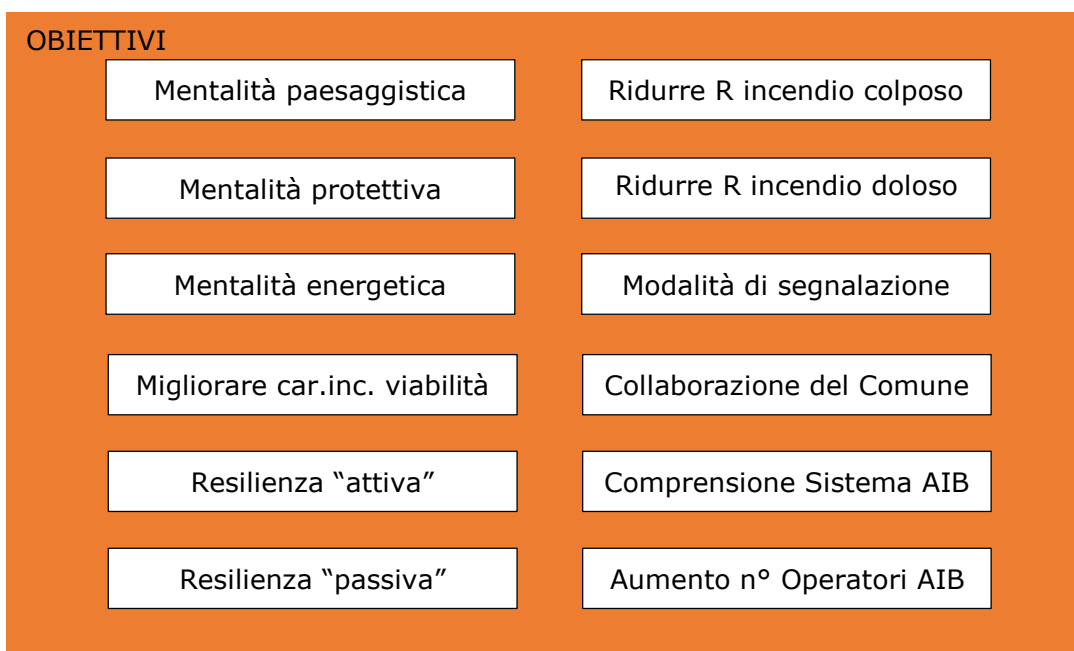 OBIETTIVI
Mentalità paesaggistica
Ridurre R incendio colposo
Mentalità protettiva
Ridurre R incendio doloso
Mentalità energetica
Modalità di segnalazione
Migliorare car.inc. viabilità
Collaborazione del Comune
Resilienza “attiva”
Comprensione Sistema AIB
Resilienza “passiva”
Aumento n° Operatori AIB